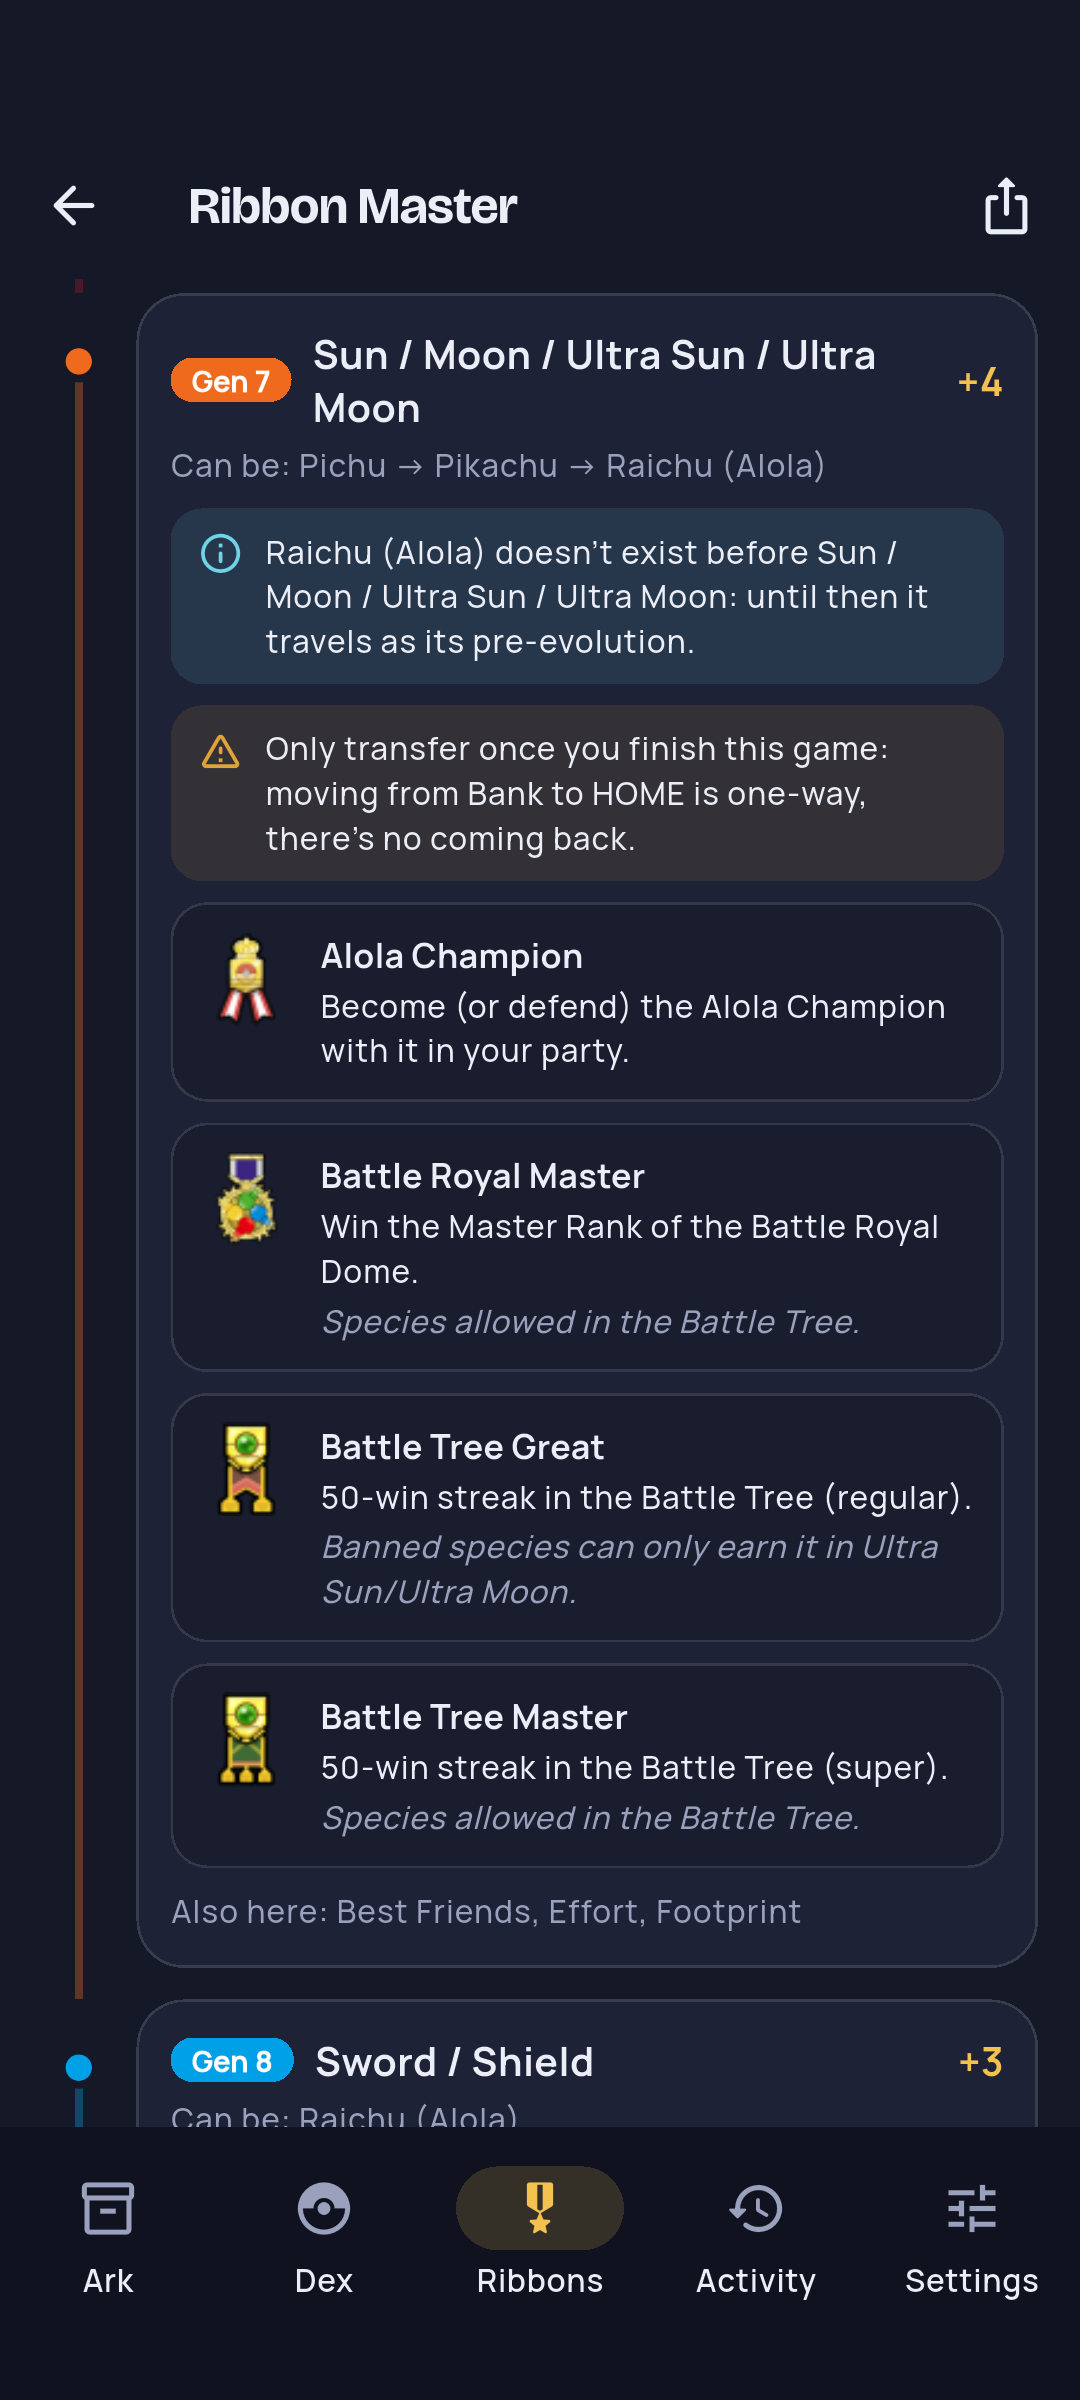 Ribbon Master
Gen 7
Sun / Moon / Ultra Sun / Ultra
Moon
+4
Can be: Pichu → Pikachu → Raichu (Alola)
Raichu (Alola) doesn't exist before Sun /
Moon / Ultra Sun / Ultra Moon: until then it
travels as its pre-evolution.
Only transfer once you finish this game:
moving from Bank to HOME is one-way,
there's no coming back.
Alola Champion
Become (or defend) the Alola Champion
with it in your party.
Battle Royal Master
Win the Master Rank of the Battle Royal
Dome.
Species allowed in the Battle Tree.
Battle Tree Great
50-win streak in the Battle Tree (regular).
Banned species can only earn it in Ultra
Sun/Ultra Moon.
Battle Tree Master
50-win streak in the Battle Tree (super).
Species allowed in the Battle Tree.
Also here: Best Friends, Effort, Footprint
Gen 8
Sword / Shield
+3
Can be: Raichu (Alola)
Ark
Dex
Ribbons
Activity
Settings